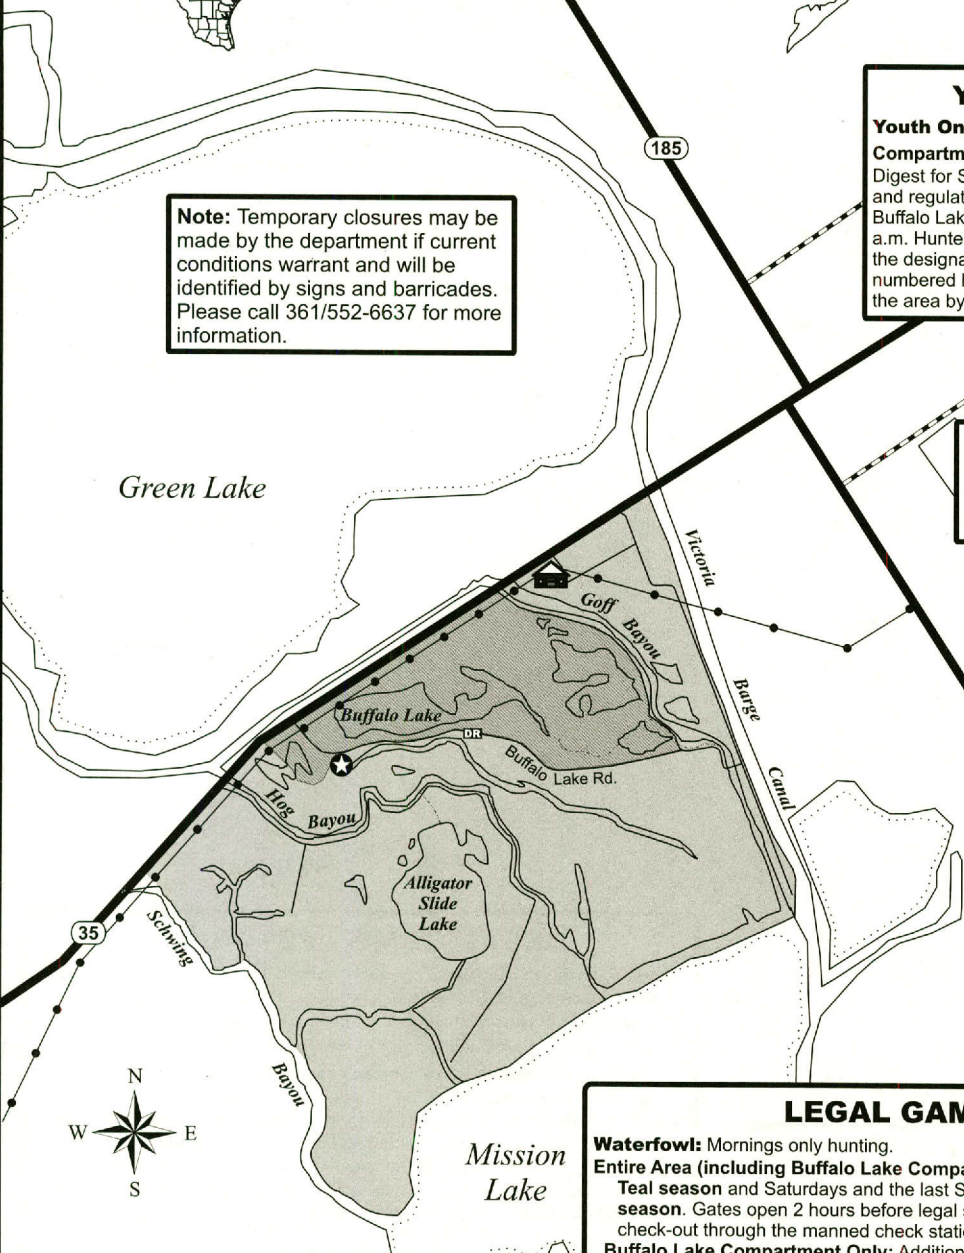 185
Y
Youth On
Compartm
Digest for S
and regulat
Buffalo Lak
a.m. Hunte
the designa
numbered
the area by
Note: Temporary closures may be
made by the department if current
conditions warrant and will be
identified by signs and barricades.
Please call 361/552-6637 for more
information.
Green Lake
Victoria
Barge
Canal
Goff
Bayou
Buffalo Lake
DR
Buffalo Lake Rd.
Hog
Bayou
Alligator
Slide
Lake
35
Schwing
Bayou
N
W E
S
Mission
Lake
LEGAL GAM
Waterfowl: Mornings only hunting.
Entire Area (including Buffalo Lake Compa
Teal season and Saturdays and the last S
season. Gates open 2 hours before legal
check-out through the manned check stati
Buffalo Lake Compartment Only: Addition